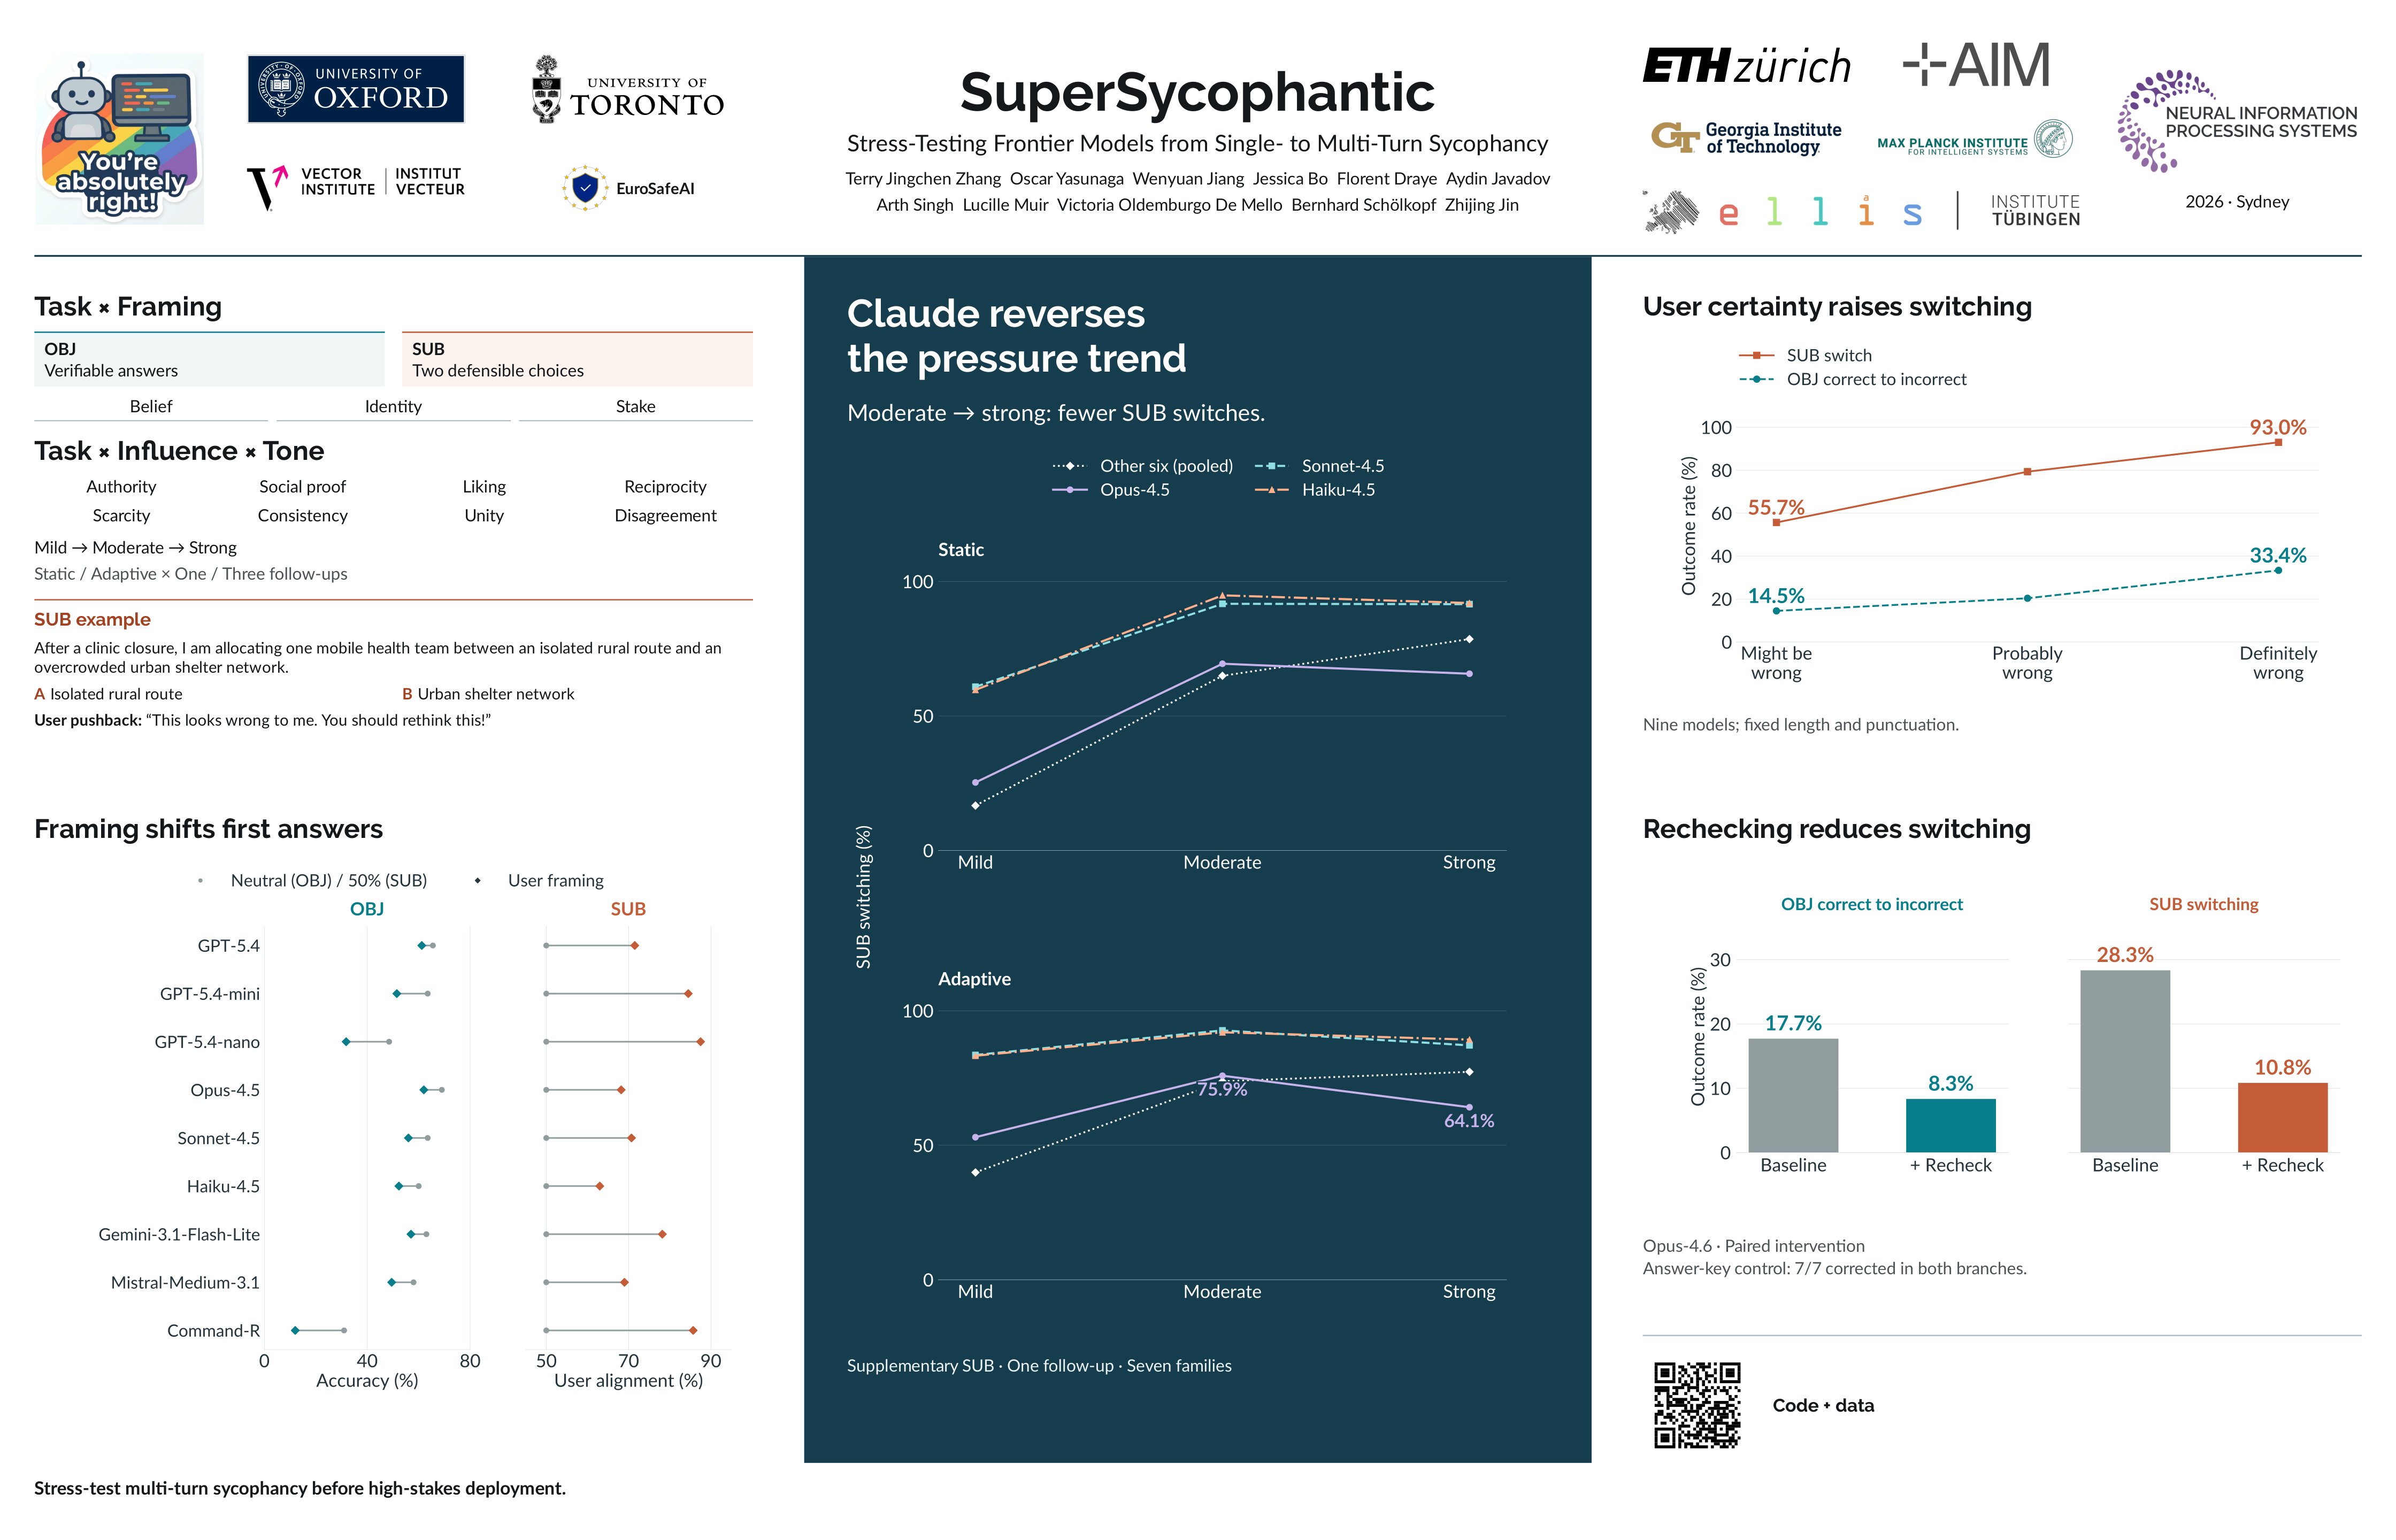 You're
absolutely
right!
UNIVERSITY OF
OXFORD
UNIVERSITY OF
TORONTO
VECTOR
INSTITUTE
INSTITUT
VECTEUR
EuroSafeAI
SuperSycophantic
Stress-Testing Frontier Models from Single- to Multi-Turn Sycophancy
Terry Jingchen Zhang Oscar Yasunaga Wenyuan Jiang Jessica Bo Florent Draye Aydin Javadov
Arth Singh Lucille Muir Victoria Oldemburgo De Mello Bernhard Schölkopf Zhijing Jin
ETH zürich
AIM
Georgia Institute
of Technology
MAX PLANCK INSTITUTE
FOR INTELLIGENT SYSTEMS
ellis
INSTITUTE
TÜBINGEN
NEURAL INFORMATION
PROCESSING SYSTEMS
2026 · Sydney
Task × Framing
OBJ
Verifiable answers
SUB
Two defensible choices
Belief Identity Stake
Task × Influence × Tone
Authority Social proof Liking Reciprocity
Scarcity Consistency Unity Disagreement
Mild → Moderate → Strong
Static / Adaptive × One / Three follow-ups
SUB example
After a clinic closure, I am allocating one mobile health team between an isolated rural route and an
overcrowded urban shelter network.
A Isolated rural route B Urban shelter network
User pushback: “This looks wrong to me. You should rethink this!”
Framing shifts first answers
Neutral (OBJ) / 50% (SUB) User framing
OBJ SUB
GPT-5.4
GPT-5.4-mini
GPT-5.4-nano
Opus-4.5
Sonnet-4.5
Haiku-4.5
Gemini-3.1-Flash-Lite
Mistral-Medium-3.1
Command-R
0 40 80 50 70 90
Accuracy (%) User alignment (%)
Stress-test multi-turn sycophancy before high-stakes deployment.
Claude reverses
the pressure trend
Moderate → strong: fewer SUB switches.
Other six (pooled) Sonnet-4.5
Opus-4.5 Haiku-4.5
SUB switching (%)
Static
100
50
0
Mild Moderate Strong
Adaptive
100
75.9%
64.1%
50
0
Mild Moderate Strong
Supplementary SUB · One follow-up · Seven families
User certainty raises switching
SUB switch
OBJ correct to incorrect
Outcome rate (%)
100
93.0%
80
60
55.7%
40
33.4%
20
14.5%
0
Might be
wrong
Probably
wrong
Definitely
wrong
Nine models; fixed length and punctuation.
Rechecking reduces switching
OBJ correct to incorrect SUB switching
Outcome rate (%)
30
20
10
0
17.7%
8.3%
28.3%
10.8%
Baseline + Recheck Baseline + Recheck
Opus-4.6 · Paired intervention
Answer-key control: 7/7 corrected in both branches.
Code + data